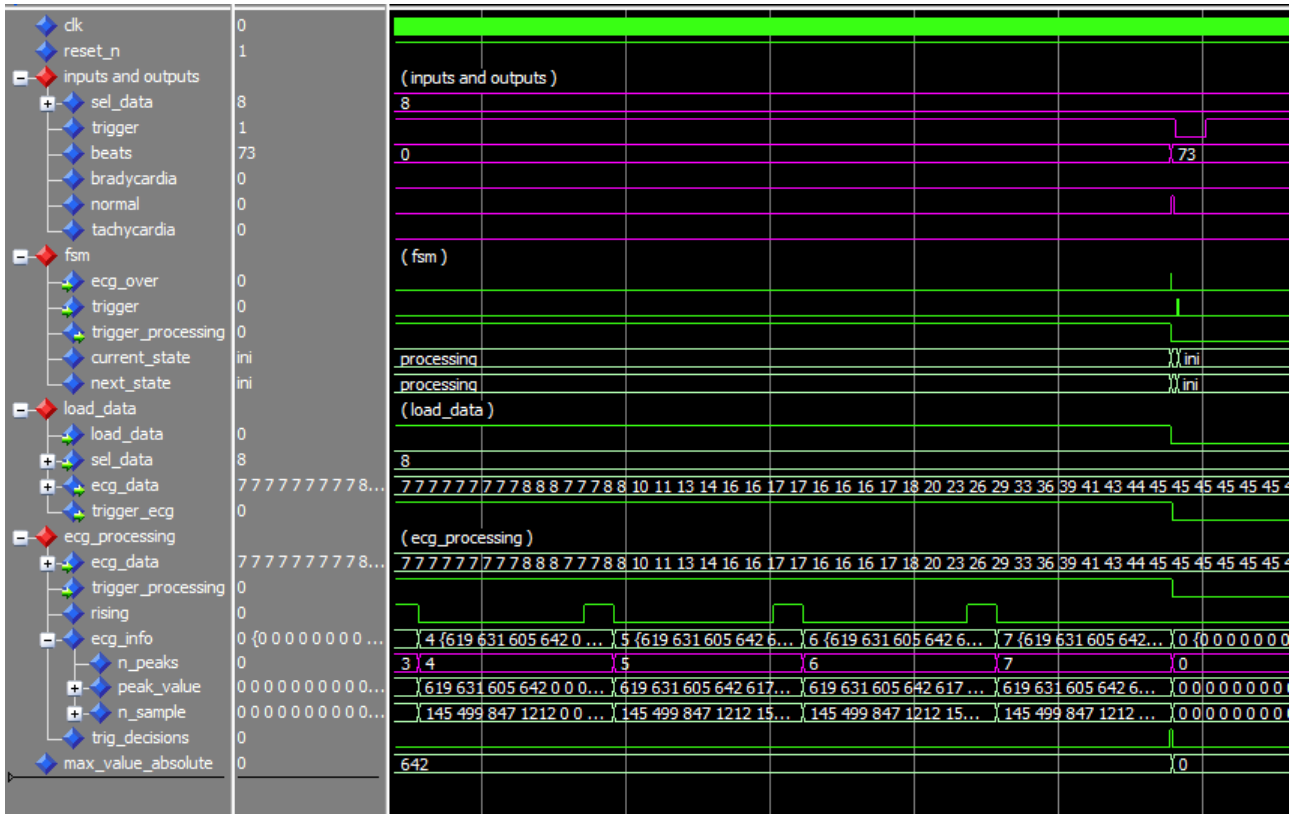 clk 0
reset_n 1
inputs and outputs ( inputs and outputs )
sel_data 8 8
trigger 1
beats 73 0 73
bradycardia 0
normal 0
tachycardia 0
fsm ( fsm )
ecg_over 0
trigger 0
trigger_processing 0
current_state ini processing ini
next_state ini processing ini
load_data ( load_data )
load_data 0
sel_data 8 8
ecg_data 7 7 7 7 7 7 7 7 7 8... 7 7 7 7 7 7 7 7 7 8 8 8 7 7 7 8 8 10 11 13 14 16 16 17 17 16 16 16 17 18 20 23 26 29 33 36 39 41 43 44 45 45 45 45 45 4
trigger_ecg 0
ecg_processing ( ecg_processing )
ecg_data 7 7 7 7 7 7 7 7 7 8... 7 7 7 7 7 7 7 7 7 8 8 8 7 7 7 8 8 10 11 13 14 16 16 17 17 16 16 16 17 18 20 23 26 29 33 36 39 41 43 44 45 45 45 45 45 4
trigger_processing 0
rising 0
ecg_info 0 {0 0 0 0 0 0 0 0 ... 4 {619 631 605 642 0 ... 5 {619 631 605 642 6... 6 {619 631 605 642 6... 7 {619 631 605 642... 0 {0 0 0 0 0 0 0
n_peaks 0 3 4 5 6 7 0
peak_value 0 0 0 0 0 0 0 0 0 0... 619 631 605 642 0 0 0... 619 631 605 642 617... 619 631 605 642 617 ... 619 631 605 642 6... 0 0 0 0 0 0 0 0
n_sample 0 0 0 0 0 0 0 0 0 0... 145 499 847 1212 0 0 ... 145 499 847 1212 15... 145 499 847 1212 15... 145 499 847 1212 ... 0 0 0 0 0 0 0 0
trig_decisions 0
max_value_absolute 0 642 0